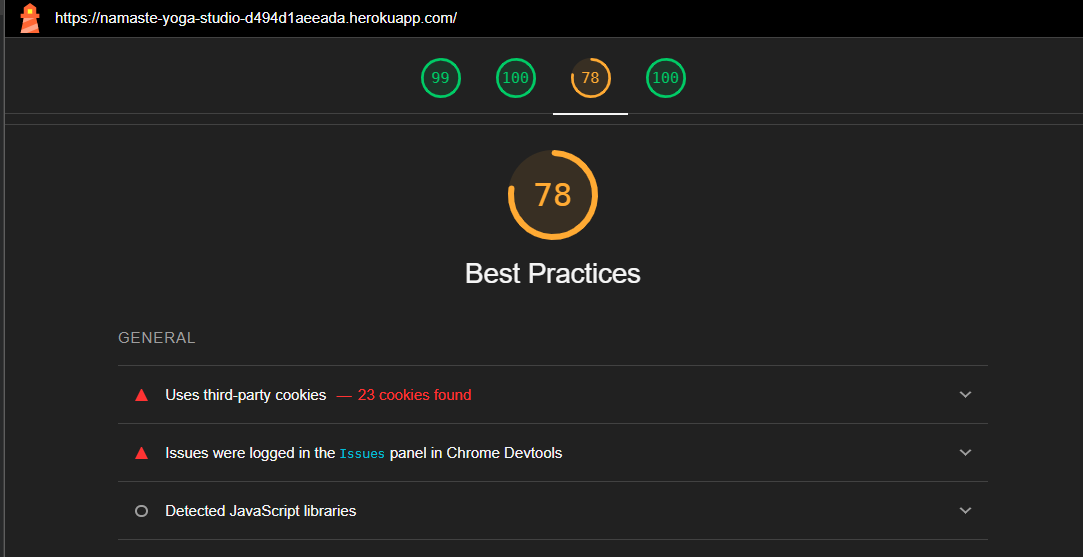 https://namaste-yoga-studio-d494d1aeeada.herokuapp.com/
99 100 78 100
78
Best Practices
GENERAL
Uses third-party cookies — 23 cookies found
Issues were logged in the Issues panel in Chrome Devtools
Detected JavaScript libraries